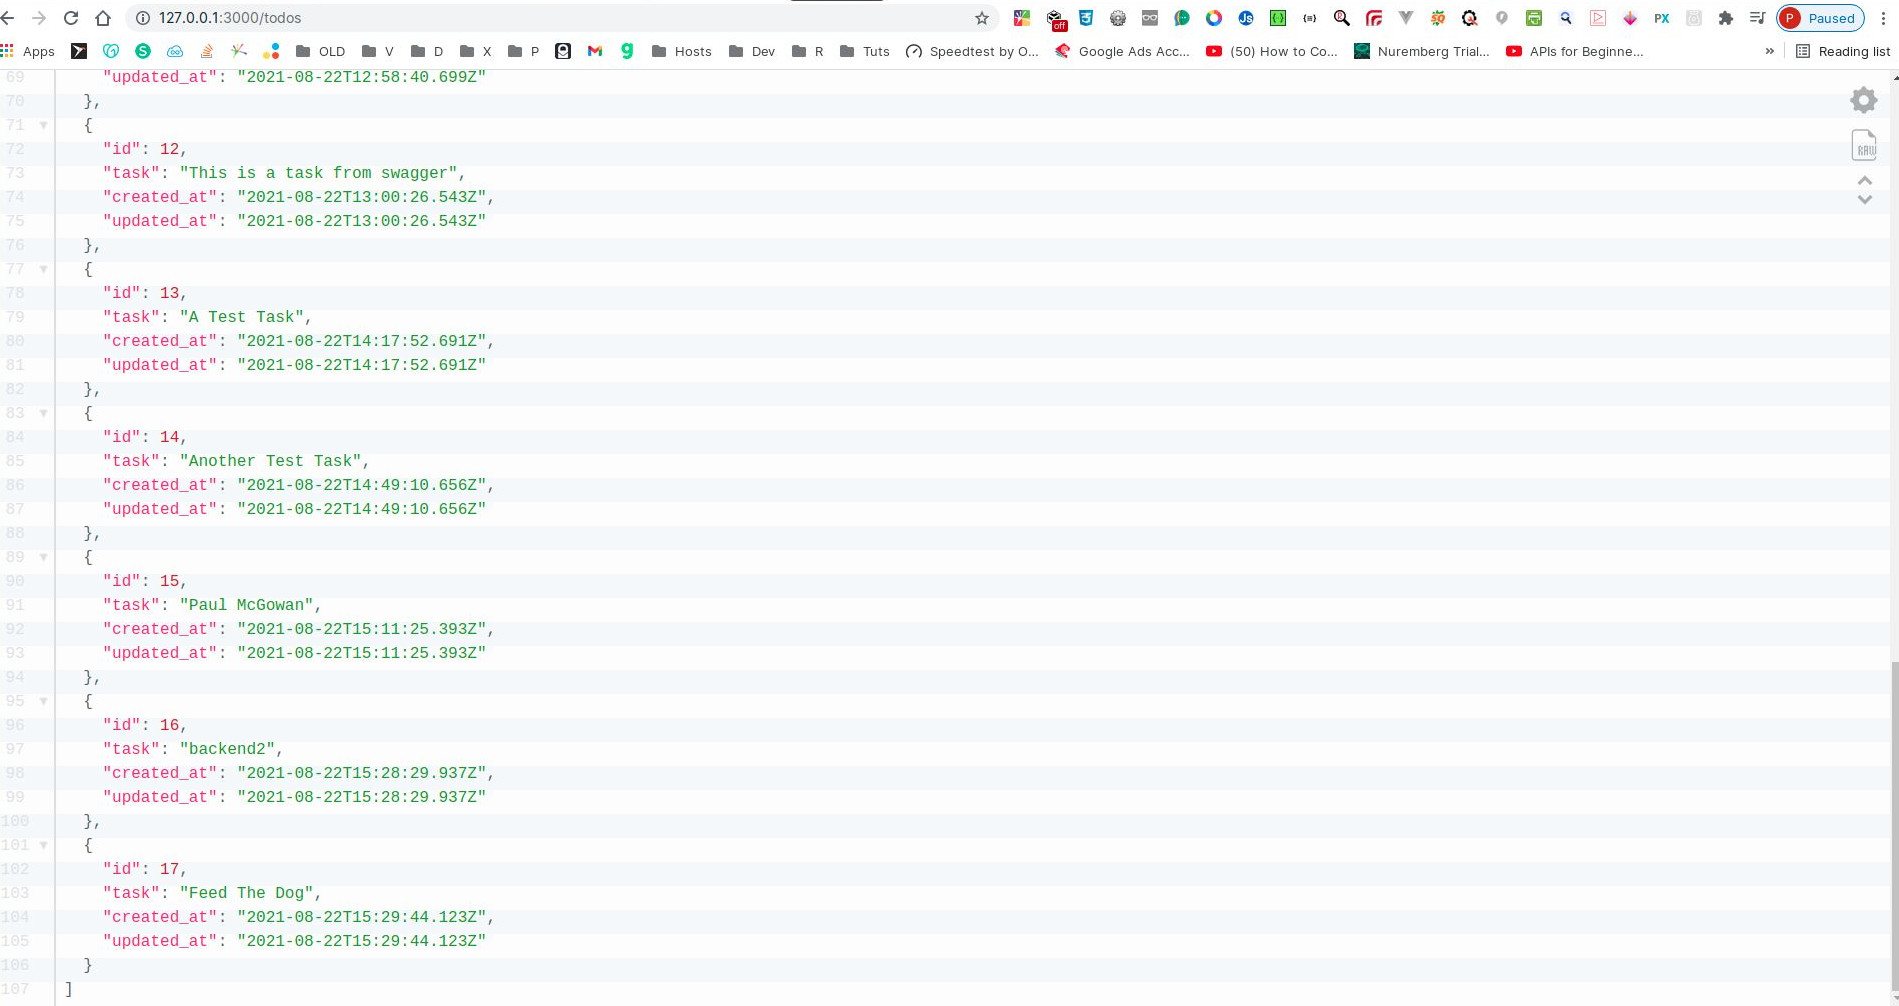 127.0.0.1:3000/todos
off
Js
PX
P Paused
Apps
OLD
V
D
X
P
Hosts
Dev
R
Tuts
Speedtest by O...
Google Ads Acc...
(50) How to Co...
Nuremberg Trial...
APIs for Beginne...
»
Reading list
RAW
69 "updated_at": "2021-08-22T12:58:40.699Z"
70 },
71 {
72 "id": 12,
73 "task": "This is a task from swagger",
74 "created_at": "2021-08-22T13:00:26.543Z",
75 "updated_at": "2021-08-22T13:00:26.543Z"
76 },
77 {
78 "id": 13,
79 "task": "A Test Task",
80 "created_at": "2021-08-22T14:17:52.691Z",
81 "updated_at": "2021-08-22T14:17:52.691Z"
82 },
83 {
84 "id": 14,
85 "task": "Another Test Task",
86 "created_at": "2021-08-22T14:49:10.656Z",
87 "updated_at": "2021-08-22T14:49:10.656Z"
88 },
89 {
90 "id": 15,
91 "task": "Paul McGowan",
92 "created_at": "2021-08-22T15:11:25.393Z",
93 "updated_at": "2021-08-22T15:11:25.393Z"
94 },
95 {
96 "id": 16,
97 "task": "backend2",
98 "created_at": "2021-08-22T15:28:29.937Z",
99 "updated_at": "2021-08-22T15:28:29.937Z"
100 },
101 {
102 "id": 17,
103 "task": "Feed The Dog",
104 "created_at": "2021-08-22T15:29:44.123Z",
105 "updated_at": "2021-08-22T15:29:44.123Z"
106 }
107 ]